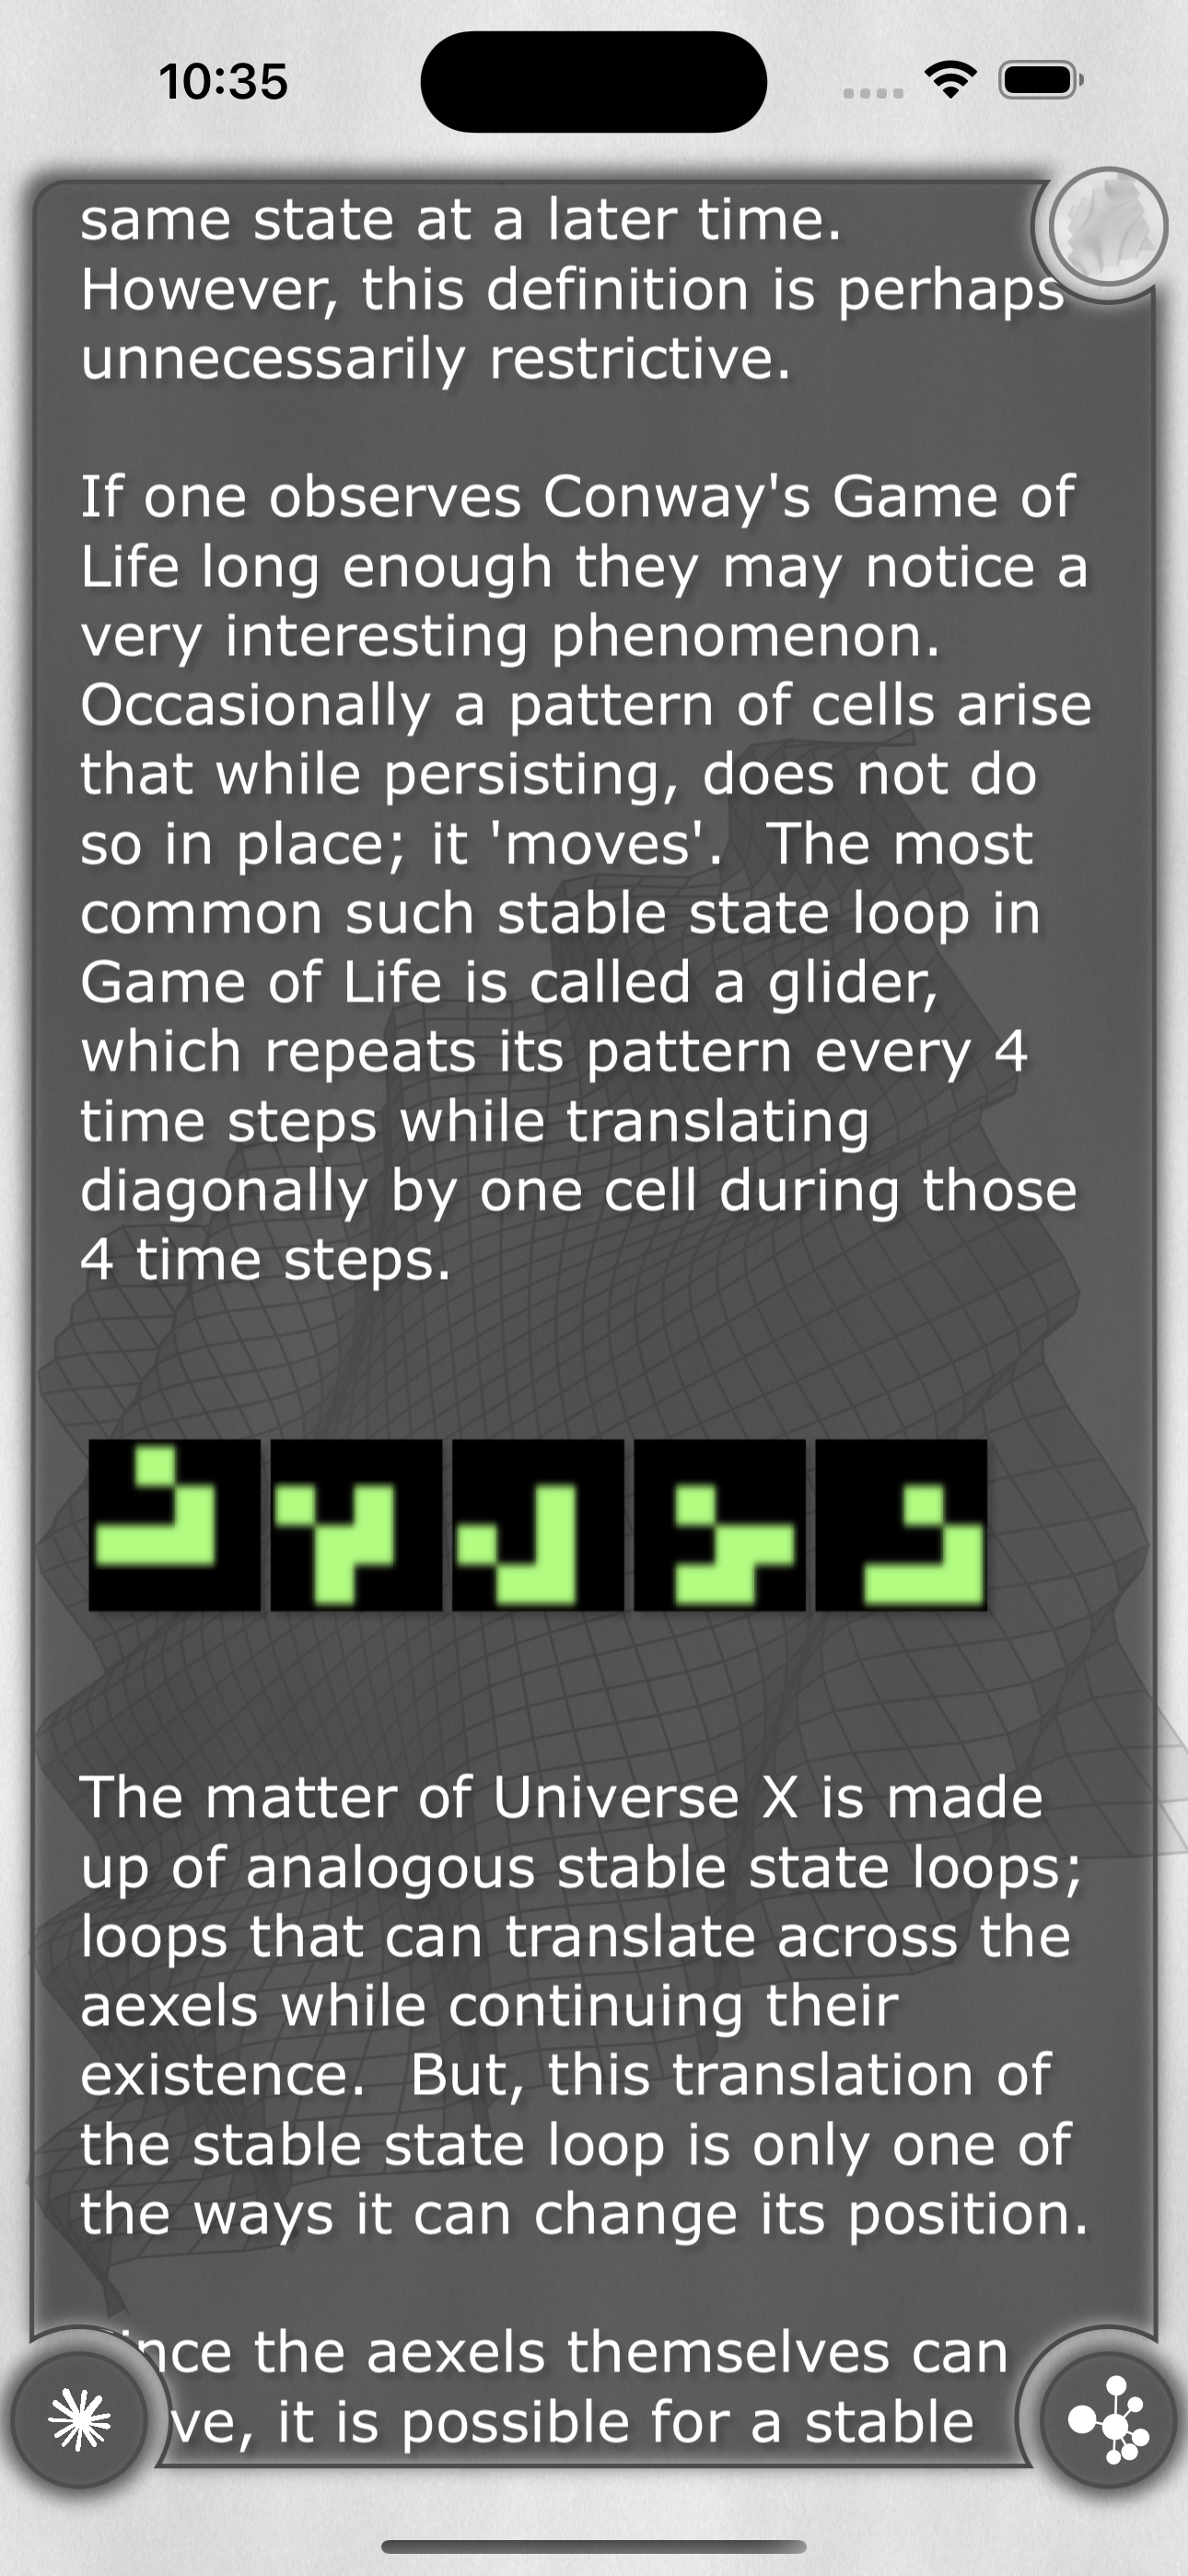 10:35
same state at a later time.
However, this definition is perhaps
unnecessarily restrictive.
If one observes Conway's Game of
Life long enough they may notice a
very interesting phenomenon.
Occasionally a pattern of cells arise
that while persisting, does not do
so in place; it 'moves'.  The most
common such stable state loop in
Game of Life is called a glider,
which repeats its pattern every 4
time steps while translating
diagonally by one cell during those
4 time steps.
The matter of Universe X is made
up of analogous stable state loops;
loops that can translate across the
aexels while continuing their
existence.  But, this translation of
the stable state loop is only one of
the ways it can change its position.
the aexels themselves can
it is possible for a stable